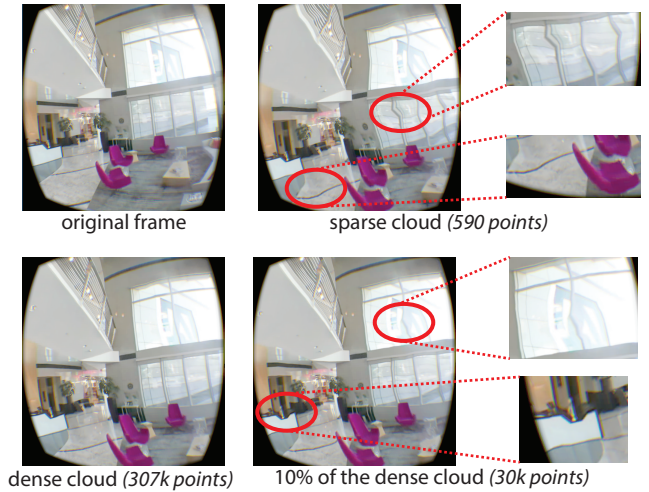 original frame
sparse cloud (590 points)
dense cloud (307k points)
10% of the dense cloud (30k points)